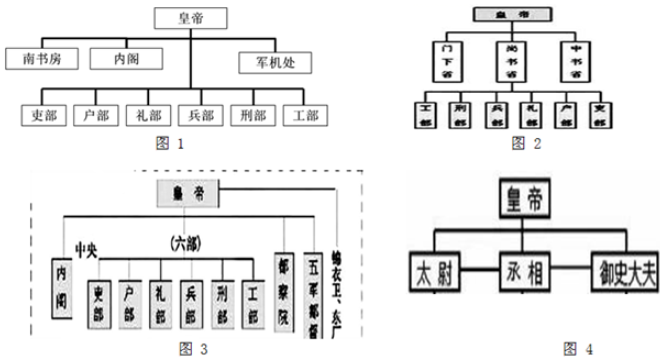 皇帝
南书房 内阁 军机处
吏部 户部 礼部 兵部 刑部 工部
图 1
皇帝
门下省 尚书省 中书省
工部 刑部 兵部 礼部 户部 吏部
图 2
皇帝
中央 (六部)
内阁 吏部 户部 礼部 兵部 刑部 工部 都察院 五军都督 锦衣卫、东厂
图 3
皇帝
太尉 丞相 御史大夫
图 4